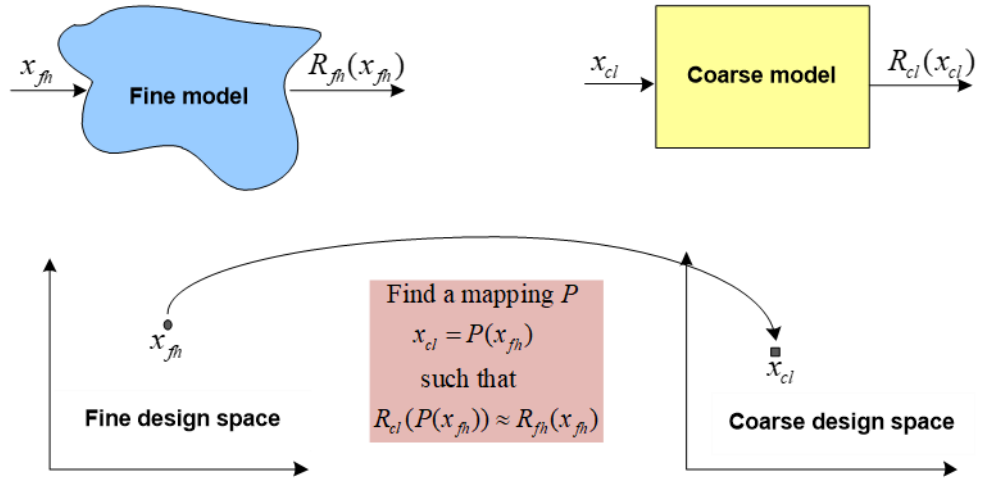 x_fh
Fine model
R_fh(x_fh)
x_cl
Coarse model
R_cl(x_cl)
Find a mapping P
x_cl = P(x_fh)
such that
R_cl(P(x_fh)) ≈ R_fh(x_fh)
x_fh
Fine design space
x_cl
Coarse design space